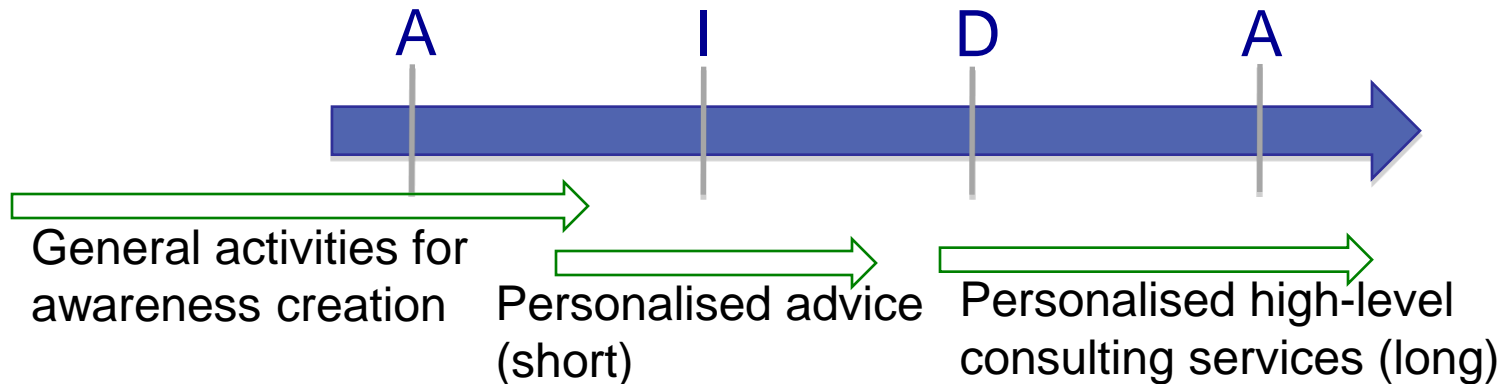 A I D A
General activities for
awareness creation
Personalised advice
(short)
Personalised high-level
consulting services (long)